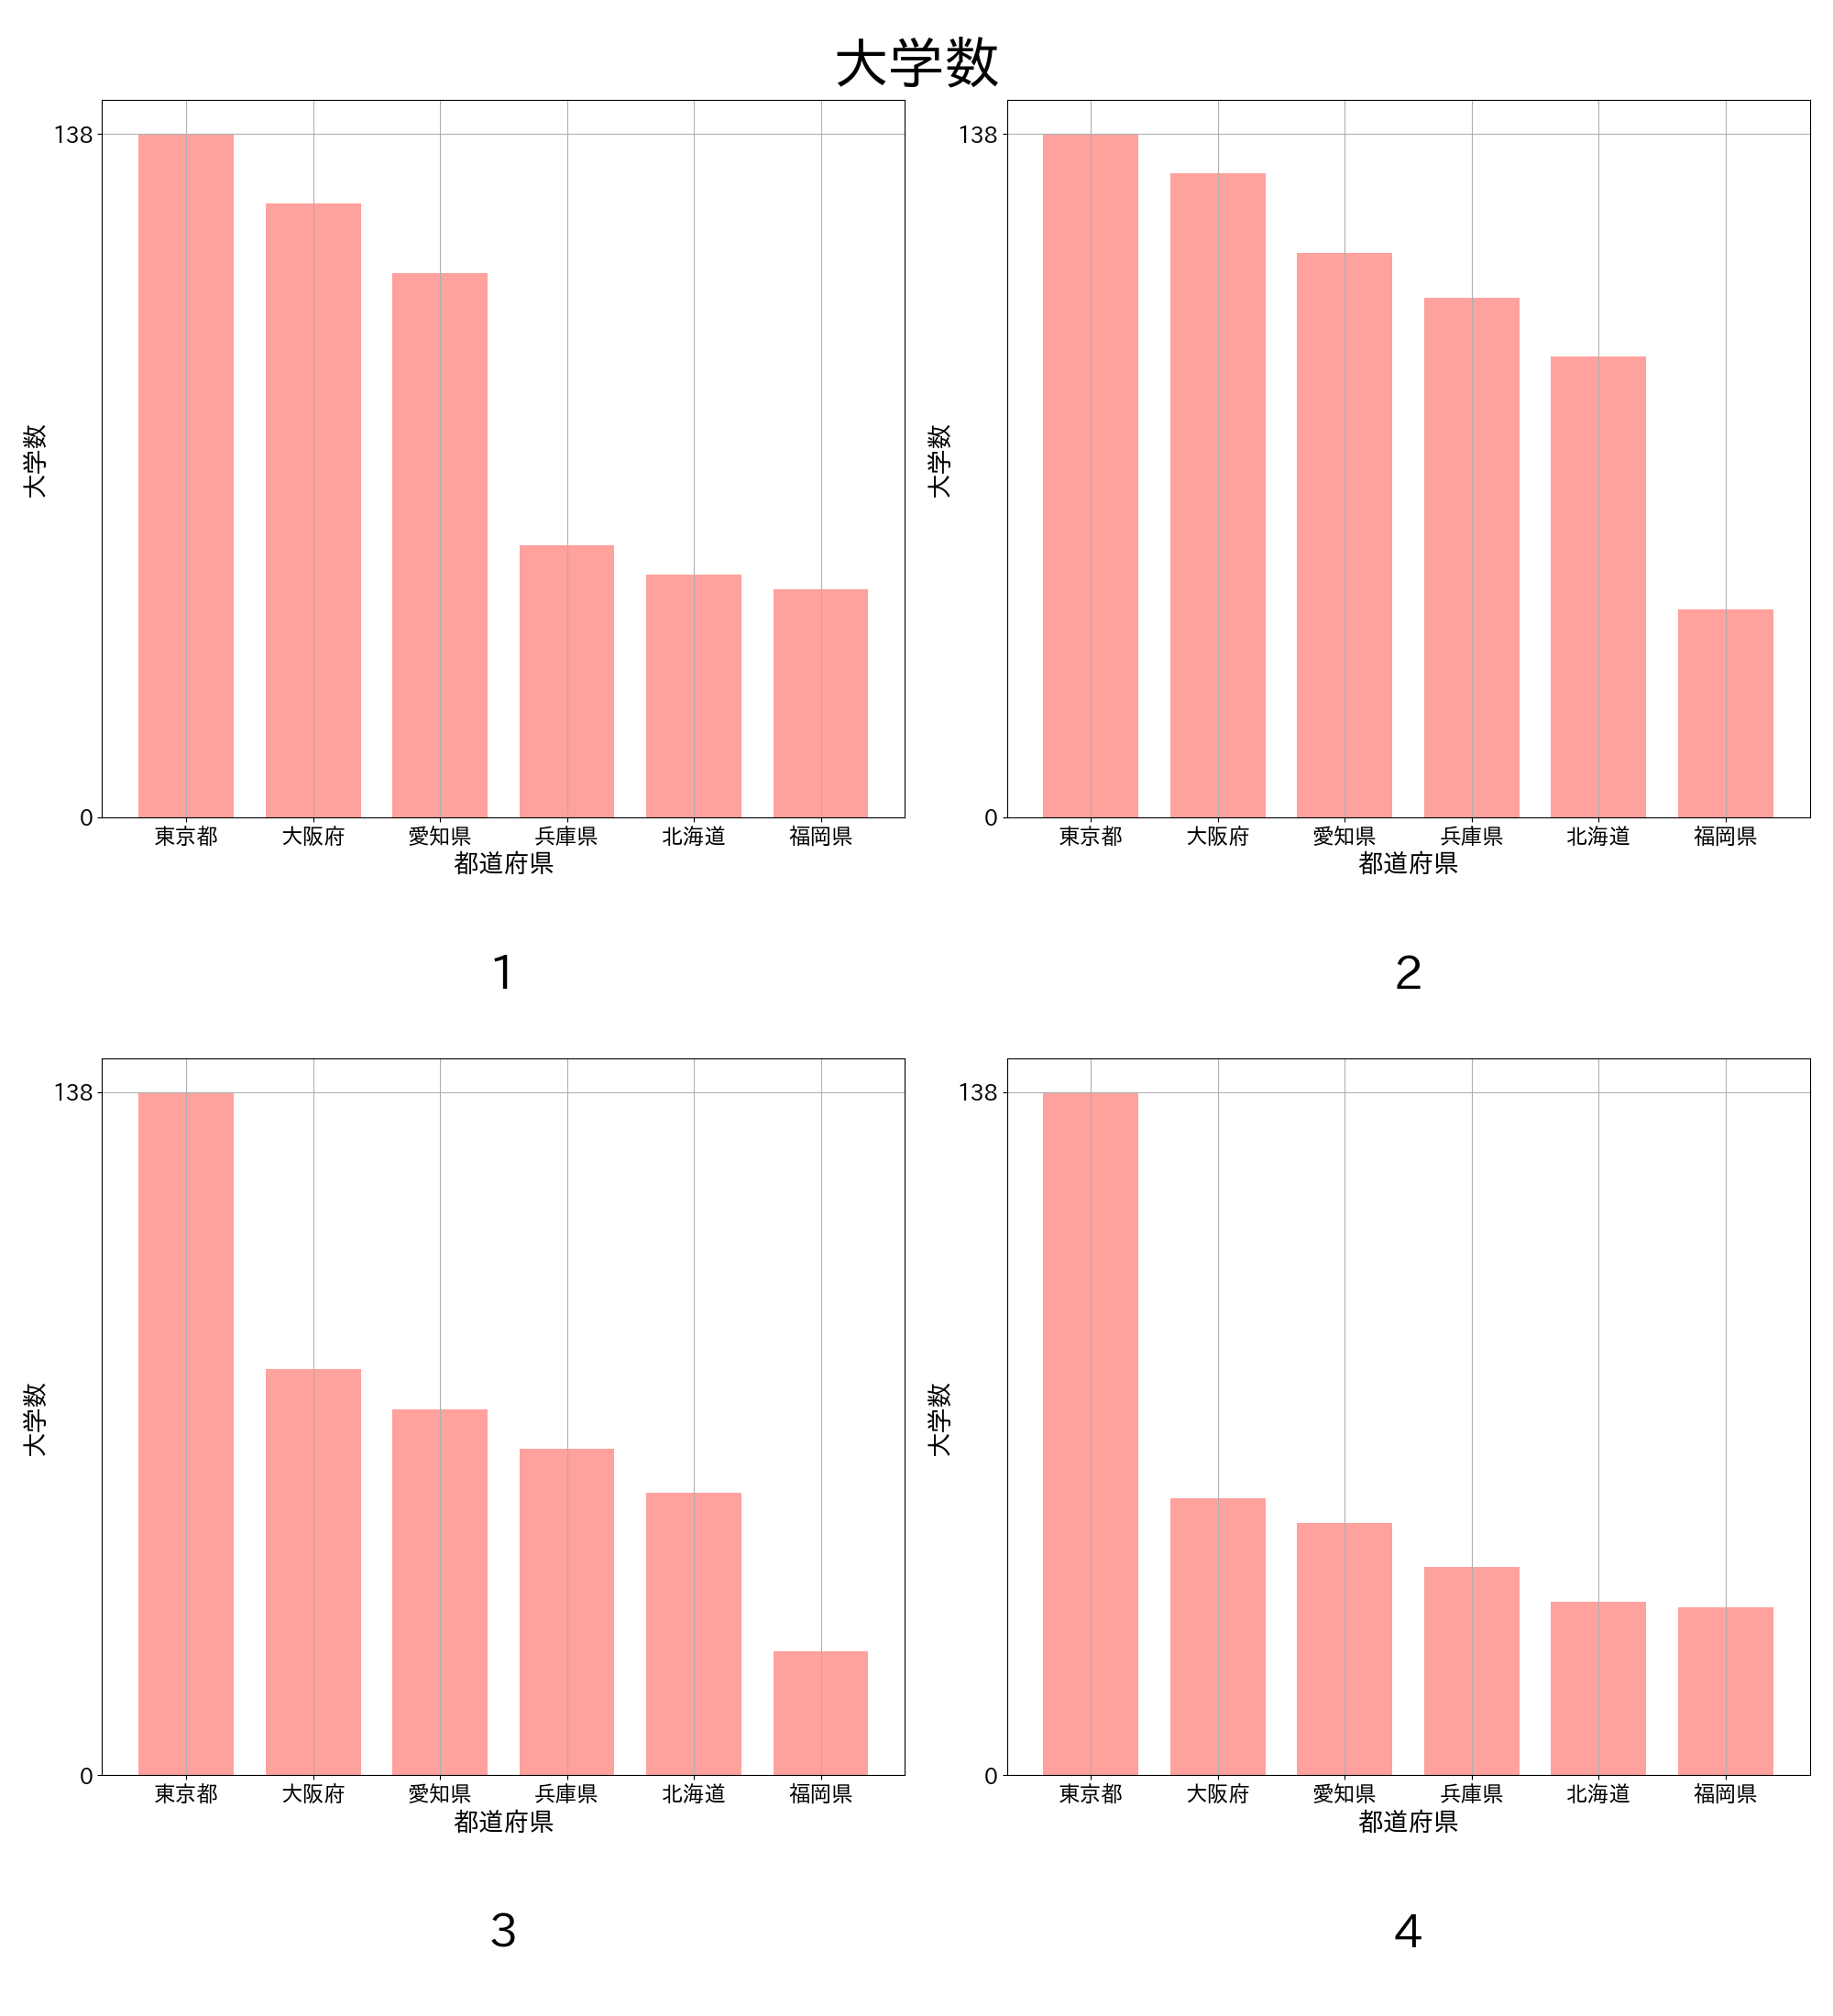 大学数
138
0
大学数
東京都 大阪府 愛知県 兵庫県 北海道 福岡県
都道府県
1
138
0
大学数
東京都 大阪府 愛知県 兵庫県 北海道 福岡県
都道府県
2
138
0
大学数
東京都 大阪府 愛知県 兵庫県 北海道 福岡県
都道府県
3
138
0
大学数
東京都 大阪府 愛知県 兵庫県 北海道 福岡県
都道府県
4